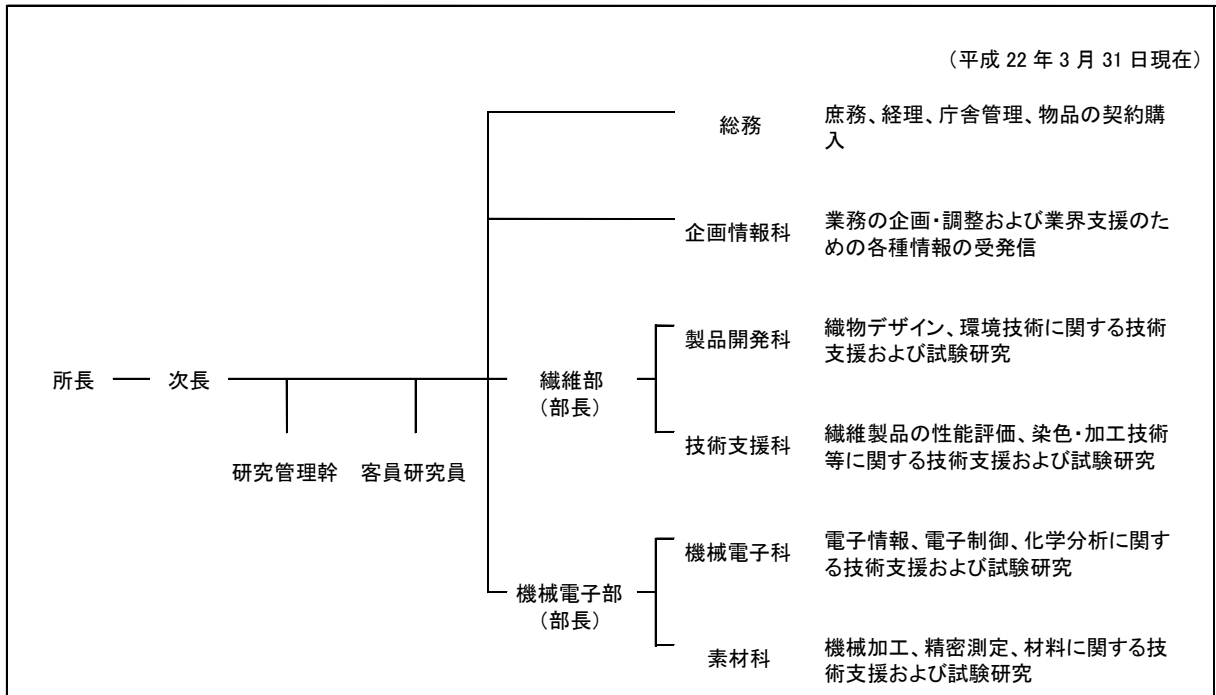 (平成 22 年 3 月 31 日現在)
総務
庶務、経理、庁舎管理、物品の契約購
入
企画情報科
業務の企画・調整および業界支援のた
めの各種情報の受発信
製品開発科
織物デザイン、環境技術に関する技術
支援および試験研究
所長
次長
繊維部
(部長)
技術支援科
繊維製品の性能評価、染色・加工技術
等に関する技術支援および試験研究
研究管理幹
客員研究員
機械電子科
電子情報、電子制御、化学分析に関す
る技術支援および試験研究
機械電子部
(部長)
素材科
機械加工、精密測定、材料に関する技
術支援および試験研究